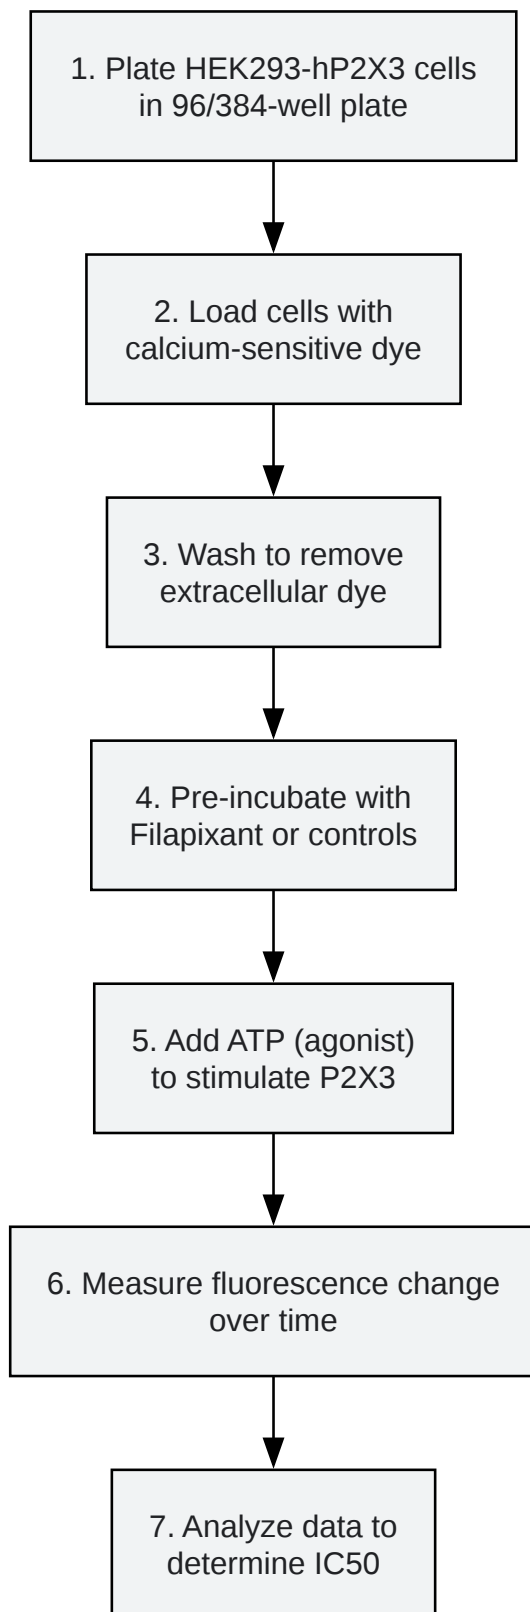 1. Plate HEK293-hP2X3 cells
in 96/384-well plate
2. Load cells with
calcium-sensitive dye
3. Wash to remove
extracellular dye
4. Pre-incubate with
Filapixant or controls
5. Add ATP (agonist)
to stimulate P2X3
6. Measure fluorescence change
over time
7. Analyze data to
determine IC50